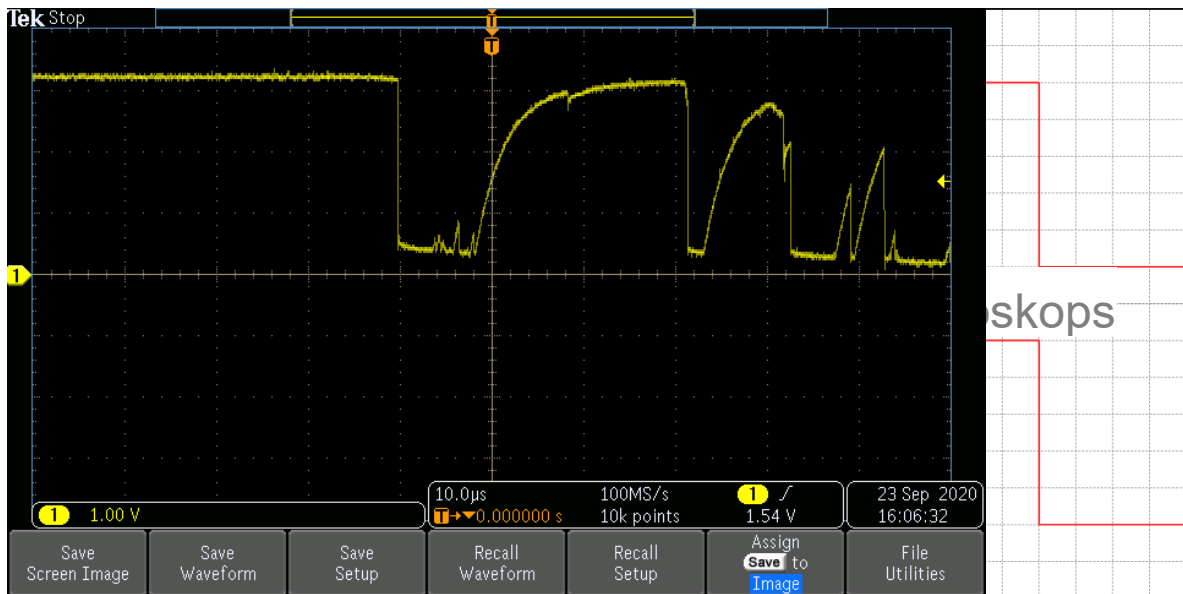 Tek Stop
T
T
1
oskops
10.0µs 100MS/s 1 23 Sep 2020
1 1.00 V T→▼0.000000 s 10k points 1.54 V 16:06:32
Save
Screen Image
Save
Waveform
Save
Setup
Recall
Waveform
Recall
Setup
Assign
Save to
Image
File
Utilities